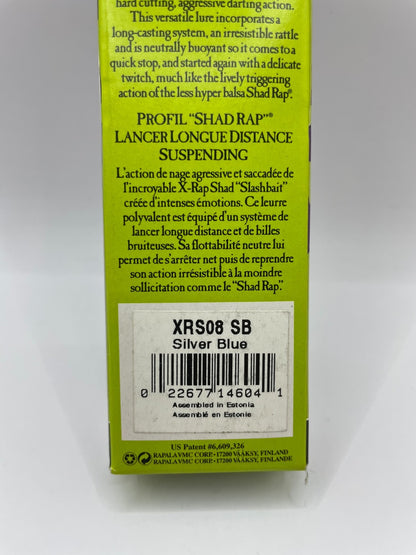 hard cutting, aggressive darting action.
This versatile lure incorporates a
long-casting system, an irresistible rattle
and is neutrally buoyant so it comes to a
quick stop, and started again with a delicate
twitch, much like the lively triggering
action of the less hyper balsa Shad Rap®.
PROFIL "SHAD RAP"®
LANCER LONGUE DISTANCE
SUSPENDING
L'action de nage agressive et saccadée de
l'incroyable X-Rap Shad "Slashbait"
créée d'intenses émotions. Ce leurre
polyvalent est équipé d'un système de
lancer longue distance et de billes
bruiteuses. Sa flottabilité neutre lui
permet de s'arrêter net puis de reprendre
son action irrésistible à la moindre
sollicitation comme le "Shad Rap".
XRS08 SB
Silver Blue
0 22677 14604 1
Assembled in Estonia
Assemblé en Estonie
US Patent #6,609,326
RAPALA VMC CORP. • 17200 VÄÄKSY, FINLAND
RAPALA VMC CORP. • 17200 VÄÄKSY, FINLANDE